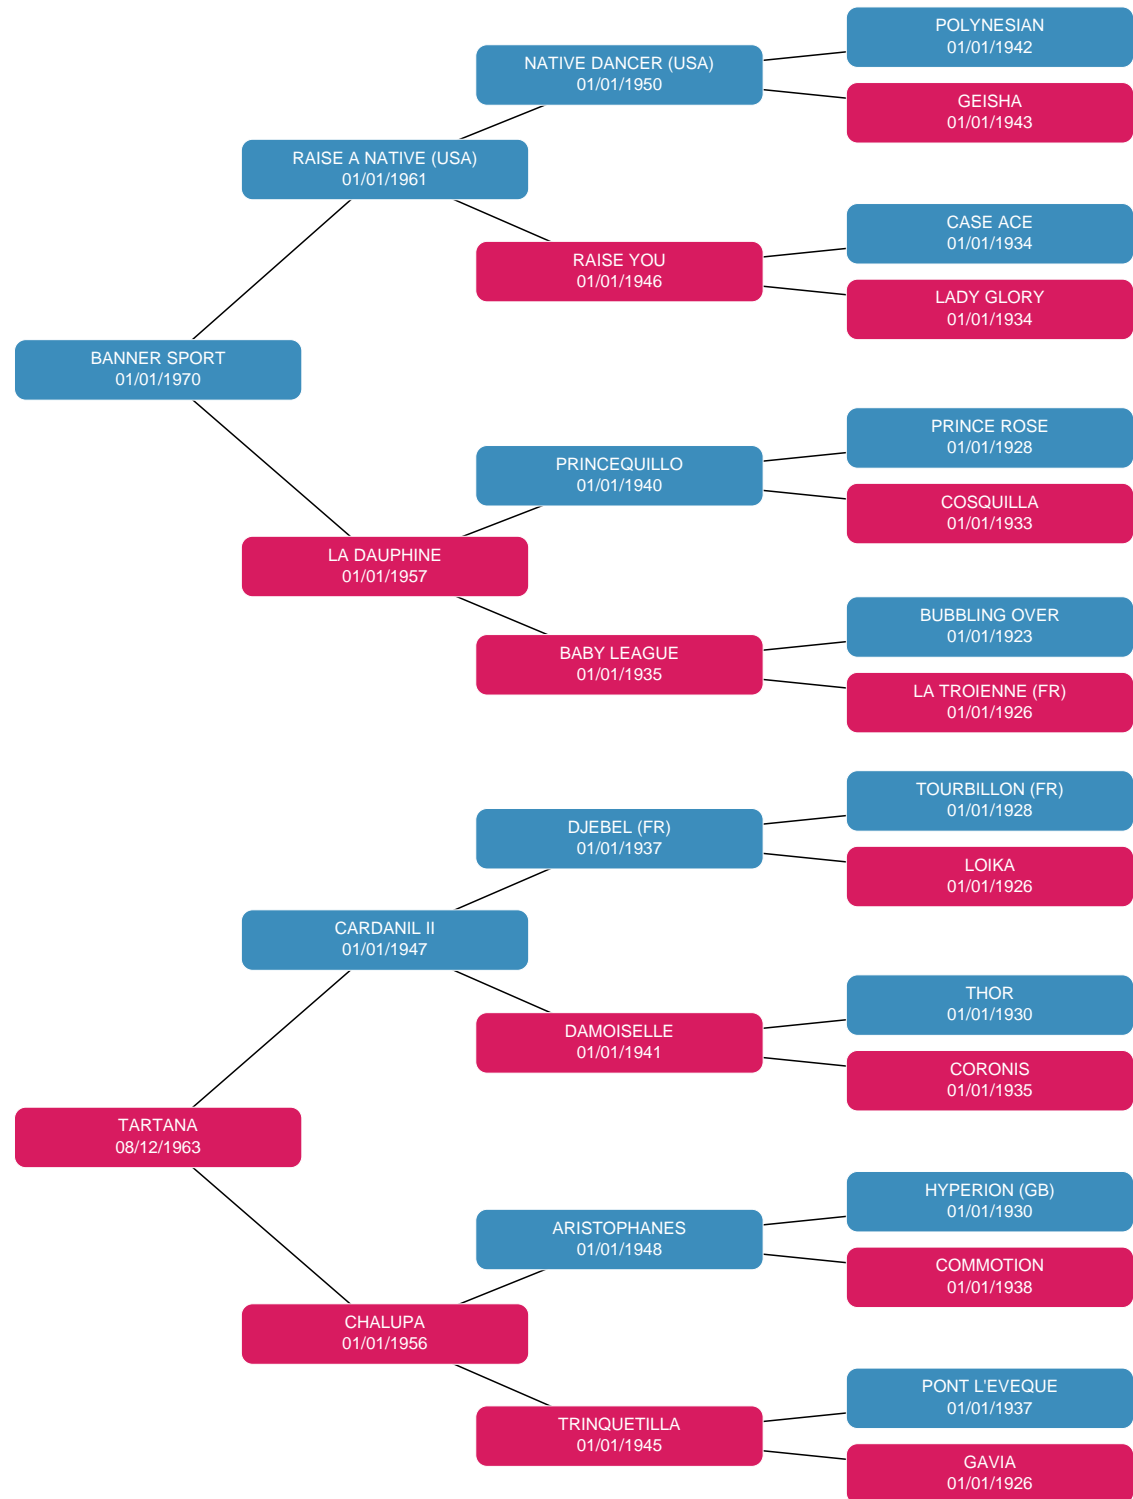 POLYNESIAN
01/01/1942
NATIVE DANCER (USA)
01/01/1950
GEISHA
01/01/1943
RAISE A NATIVE (USA)
01/01/1961
CASE ACE
01/01/1934
RAISE YOU
01/01/1946
LADY GLORY
01/01/1934
BANNER SPORT
01/01/1970
PRINCE ROSE
01/01/1928
PRINCEQUILLO
01/01/1940
COSQUILLA
01/01/1933
LA DAUPHINE
01/01/1957
BUBBLING OVER
01/01/1923
BABY LEAGUE
01/01/1935
LA TROIENNE (FR)
01/01/1926
TOURBILLON (FR)
01/01/1928
DJEBEL (FR)
01/01/1937
LOIKA
01/01/1926
CARDANIL II
01/01/1947
THOR
01/01/1930
DAMOISELLE
01/01/1941
CORONIS
01/01/1935
TARTANA
08/12/1963
HYPERION (GB)
01/01/1930
ARISTOPHANES
01/01/1948
COMMOTION
01/01/1938
CHALUPA
01/01/1956
PONT L'EVEQUE
01/01/1937
TRINQUETILLA
01/01/1945
GAVIA
01/01/1926